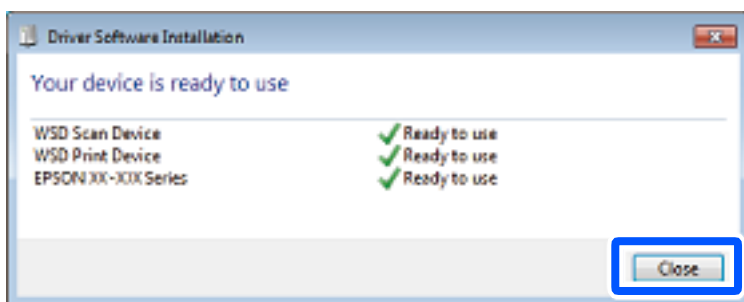 Driver Software Installation
Your device is ready to use
WSD Scan Device Ready to use
WSD Print Device Ready to use
EPSON XX-XXX Series Ready to use
Close